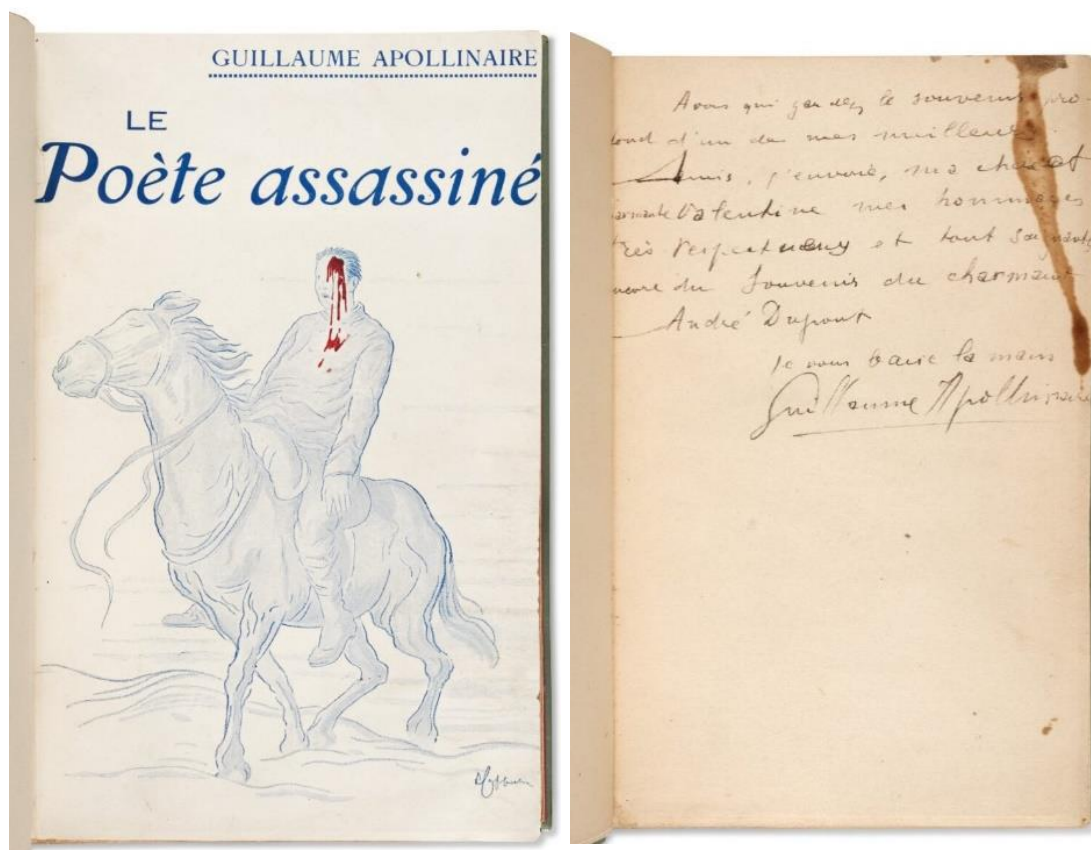 GUILLAUME APOLLINAIRE
LE
Poète assassiné
A vous qui gardez le souvenir pro-
fond d'un de mes meilleurs
Amis, j'envoie, ma chère et
charmante Valentine mes hommages
très respectueux et tout
encore du souvenir du charmant
André Dupont
Je vous baise la main
Guillaume Apollinaire